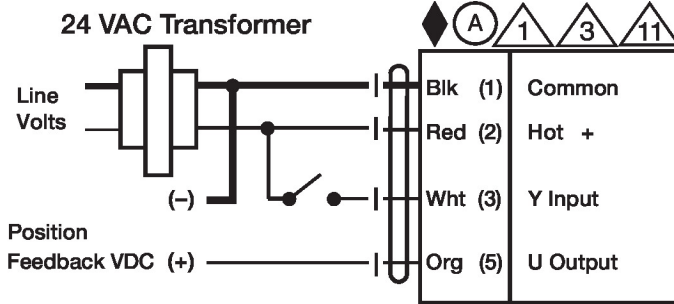 24 VAC Transformer
A 1 3 11
Line
Volts
Blk (1) Common
Red (2) Hot +
(–) Wht (3) Y Input
Position
Feedback VDC (+) Org (5) U Output